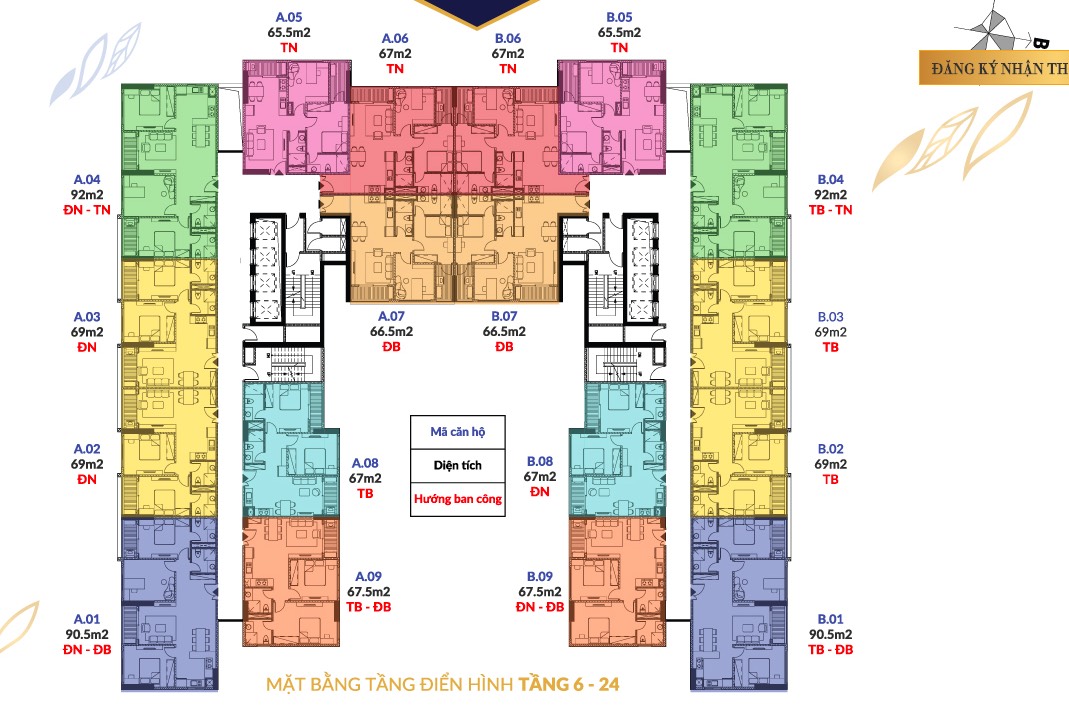 A.05
65.5m2
TN
A.06
67m2
TN
B.06
67m2
TN
B.05
65.5m2
TN
B
ĐĂNG KÝ NHẬN TH
A.04
92m2
ĐN - TN
B.04
92m2
TB - TN
A.03
69m2
ĐN
A.07
66.5m2
ĐB
B.07
66.5m2
ĐB
B.03
69m2
TB
A.02
69m2
ĐN
A.08
67m2
TB
Mã căn hộ
Diện tích
Hướng ban công
B.08
67m2
ĐN
B.02
69m2
TB
A.09
67.5m2
TB - ĐB
B.09
67.5m2
ĐN - ĐB
A.01
90.5m2
ĐN - ĐB
B.01
90.5m2
TB - ĐB
MẶT BẰNG TẦNG ĐIỂN HÌNH TẦNG 6 - 24